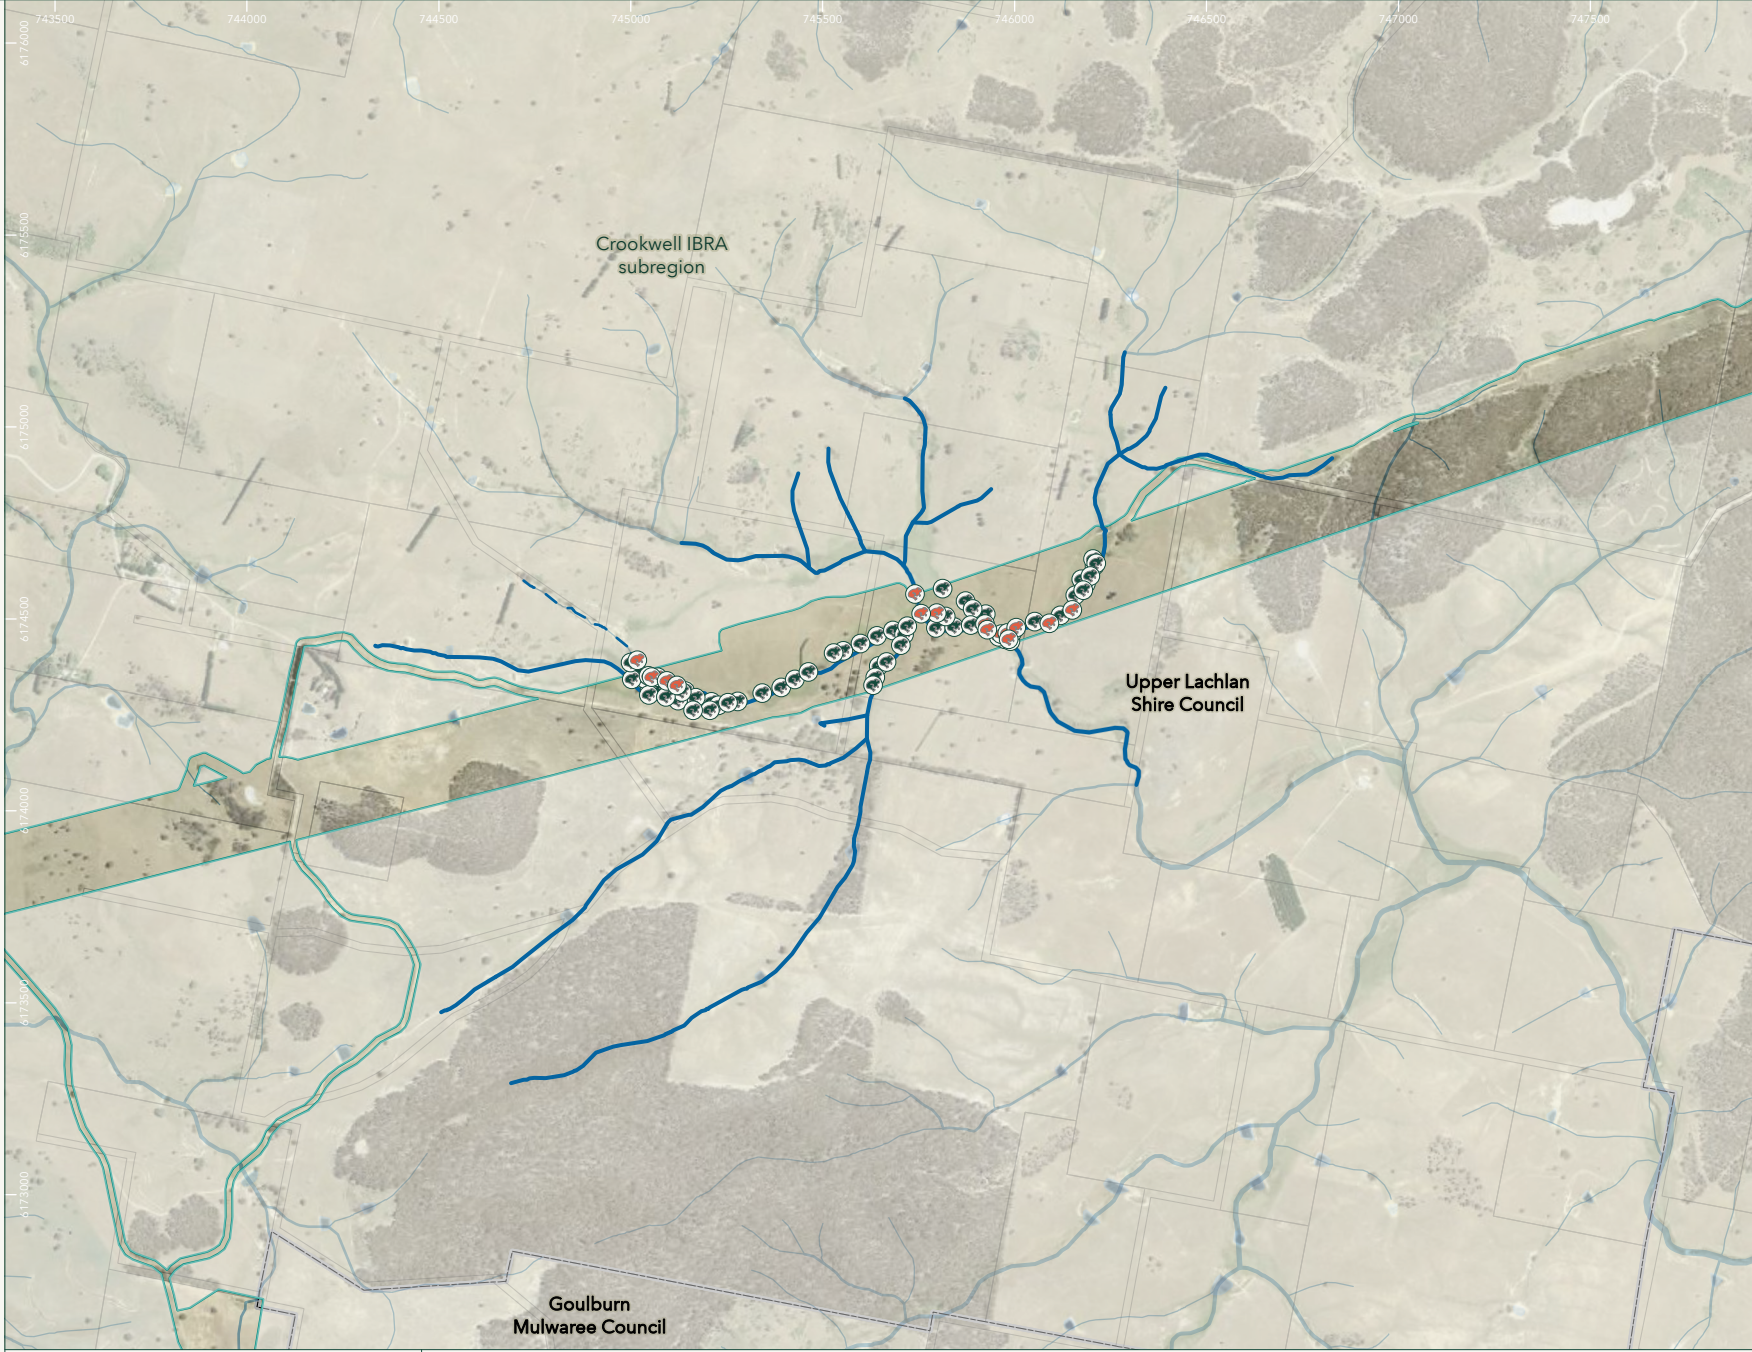 743500
744000
744500
745000
745500
746000
746500
747000
747500
6176000
6175500
6175000
6174500
6174000
6173500
6173000
Crookwell IBRA
subregion
Upper Lachlan
Shire Council
Goulburn
Mulwaree Council